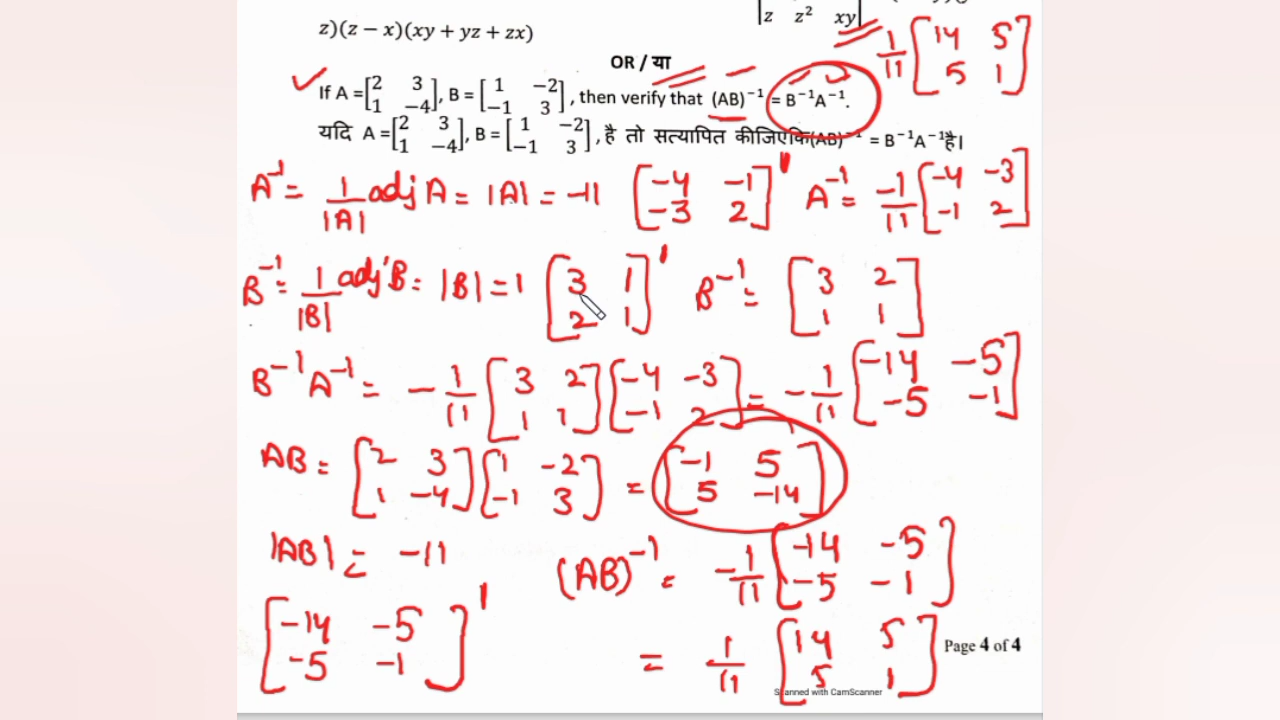 z)(z − x)(xy + yz + zx)
|z z² xy|
1/11 [14 5; 5 1]
OR / या
If A =[2 3; 1 −4], B = [1 −2; −1 3], then verify that (AB)⁻¹ = B⁻¹A⁻¹.
यदि A =[2 3; 1 −4], B = [1 −2; −1 3], है तो सत्यापित कीजिएकि(AB)⁻¹ = B⁻¹A⁻¹है।
A⁻¹ = 1/|A| adj A = |A| = -11 [-4 -1; -3 2]' A⁻¹ = -1/11 [-4 -3; -1 2]
B⁻¹ = 1/|B| adj'B = |B| = 1 [3 1; 2 1]' B⁻¹ = [3 2; 1 1]
B⁻¹A⁻¹ = -1/11 [3 2; 1 1][-4 -3; -1 2] = -1/11 [-14 -5; -5 -1]
AB = [2 3; 1 -4][1 -2; -1 3] = [-1 5; 5 -14]
|AB| = -11 (AB)⁻¹ = -1/11 [-14 -5; -5 -1]
[-14 -5; -5 -1]' = 1/11 [14 5; 5 1]
Page 4 of 4
Scanned with CamScanner